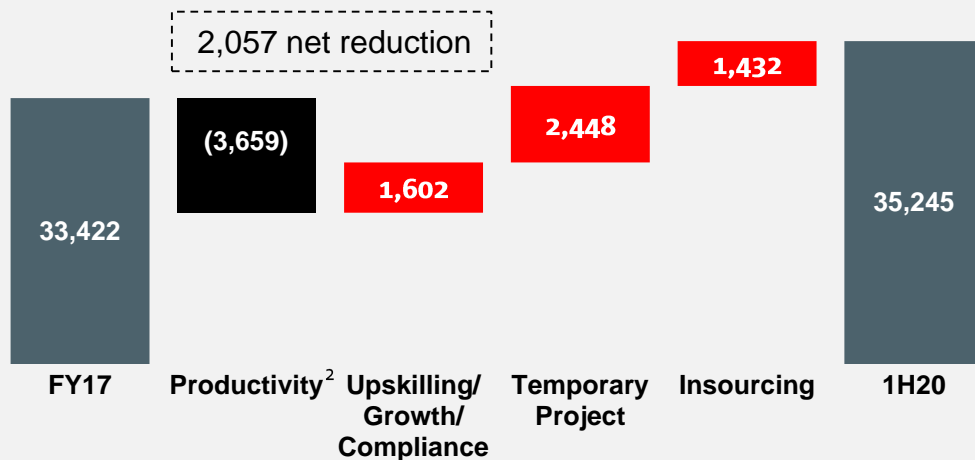 2,057 net reduction
1,432
(3,659)
2,448
1,602
33,422
35,245
FY17
Productivity²
Upskilling/
Growth/
Compliance
Temporary
Project
Insourcing
1H20